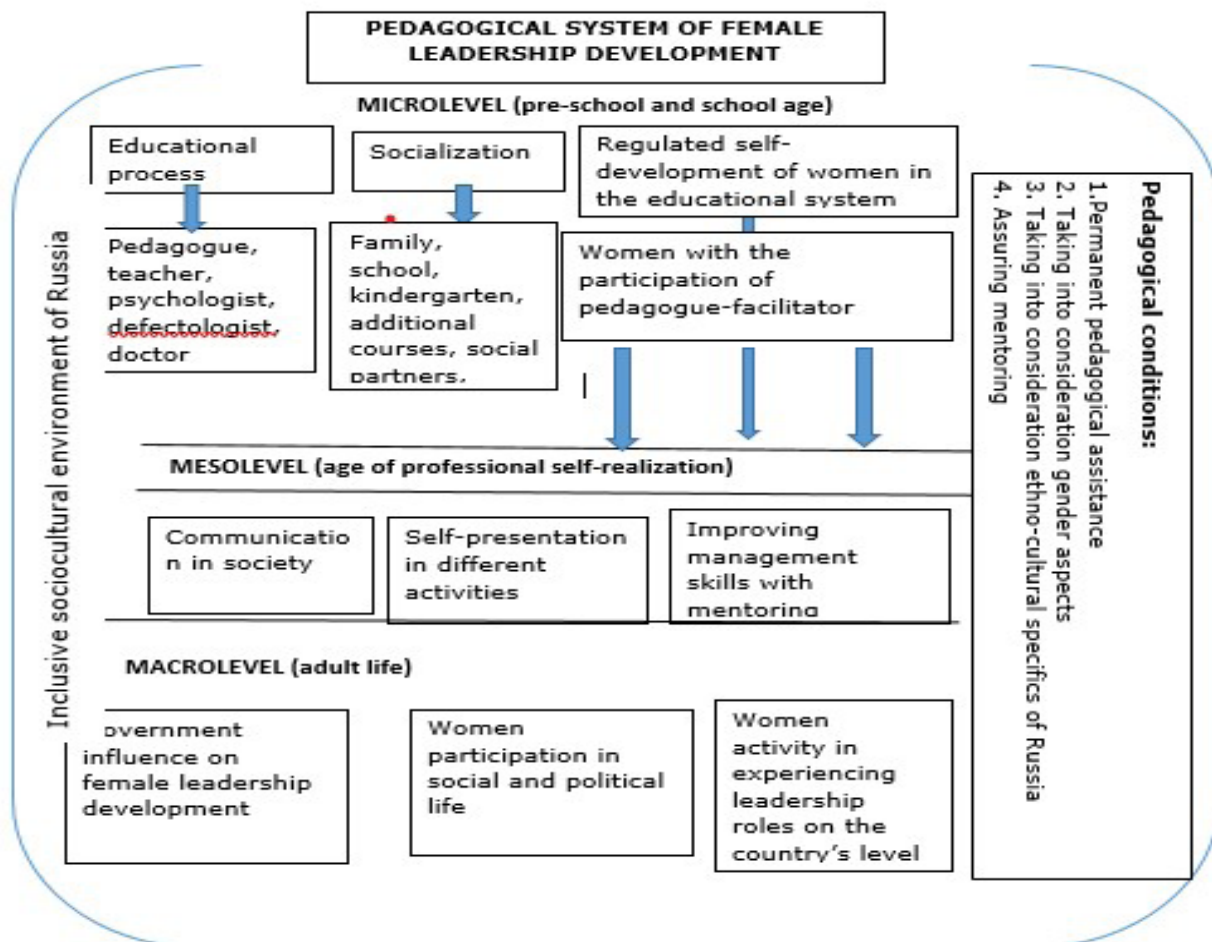 PEDAGOGICAL SYSTEM OF FEMALE
LEADERSHIP DEVELOPMENT
MICROLEVEL (pre-school and school age)
Educational
process
Socialization
Regulated self-
development of women in
the educational system
Pedagogue,
teacher,
psychologist,
defectologist,
doctor
Family,
school,
kindergarten,
additional
courses, social
partners,
Women with the
participation of
pedagogue-facilitator
MESOLEVEL (age of professional self-realization)
Communicatio
n in society
Self-presentation
in different
activities
Improving
management
skills with
mentoring
MACROLEVEL (adult life)
overnment
influence on
female leadership
development
Women
participation in
social and political
life
Women
activity in
experiencing
leadership
roles on the
country's level
Inclusive sociocultural environment of Russia
Pedagogical conditions:
1.Permanent pedagogical assistance
2. Taking into consideration gender aspects
3. Taking into consideration ethno-cultural specifics of Russia
4. Assuring mentoring